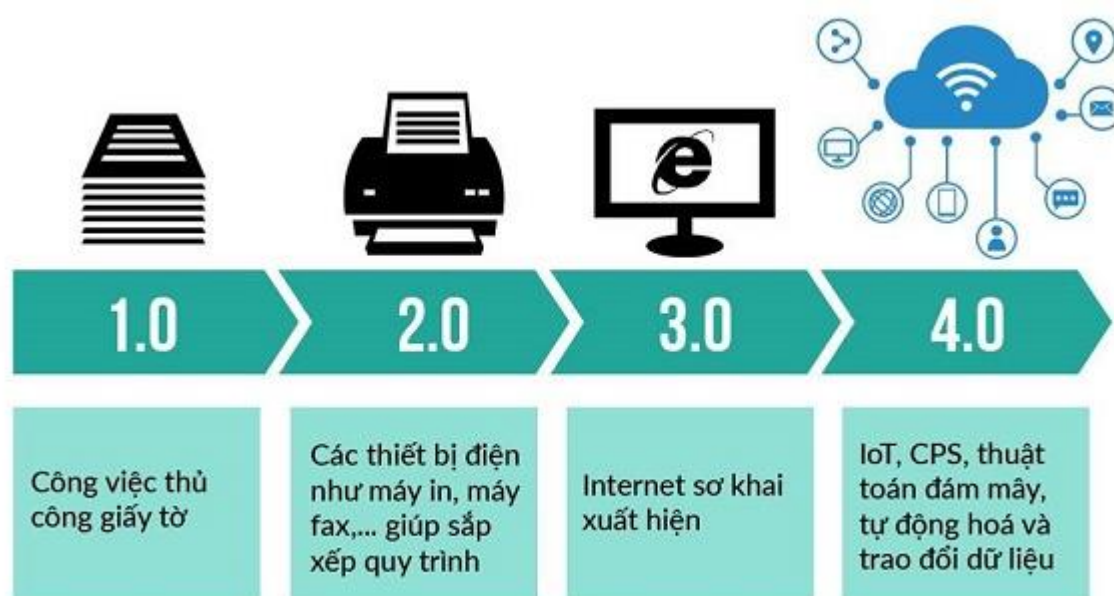 1.0
2.0
3.0
4.0
Công việc thủ
công giấy tờ
Các thiết bị điện
như máy in, máy
fax,... giúp sắp
xếp quy trình
Internet sơ khai
xuất hiện
IoT, CPS, thuật
toán đám mây,
tự động hoá và
trao đổi dữ liệu